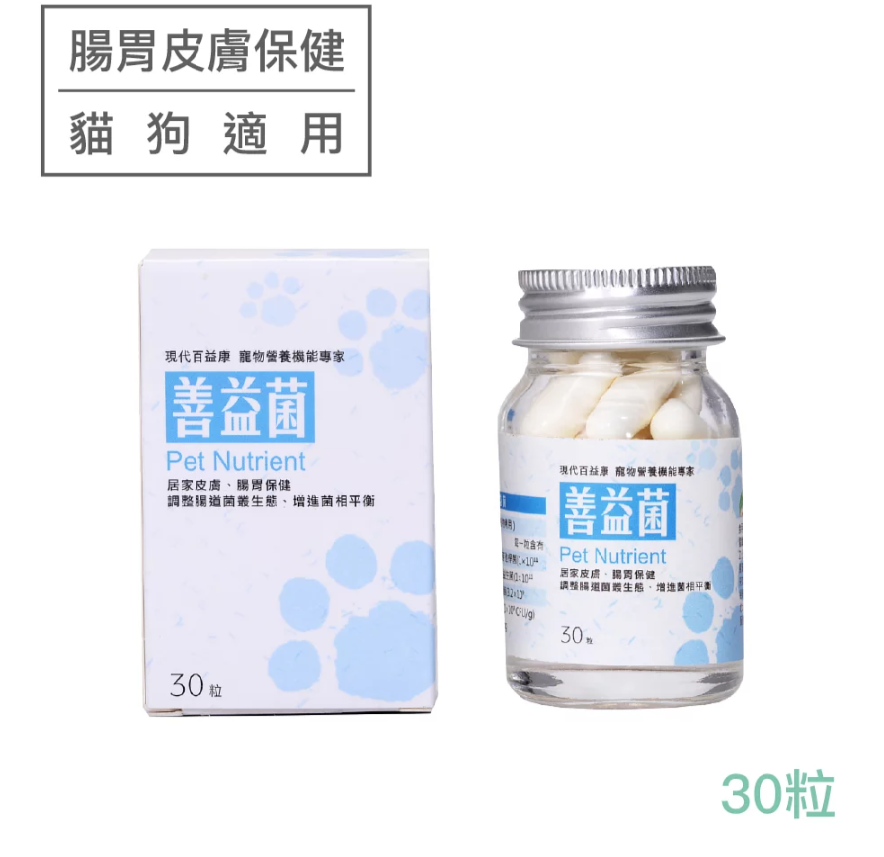 腸胃皮膚保健
貓狗適用
現代百益康 寵物營養機能專家
善益菌
Pet Nutrient
居家皮膚、腸胃保健
調整腸道菌叢生態、增進菌相平衡
30粒
現代百益康 寵物營養機能專家
善益菌
Pet Nutrient
居家皮膚、腸胃保健
調整腸道菌叢生態、增進菌相平衡
30粒
30粒